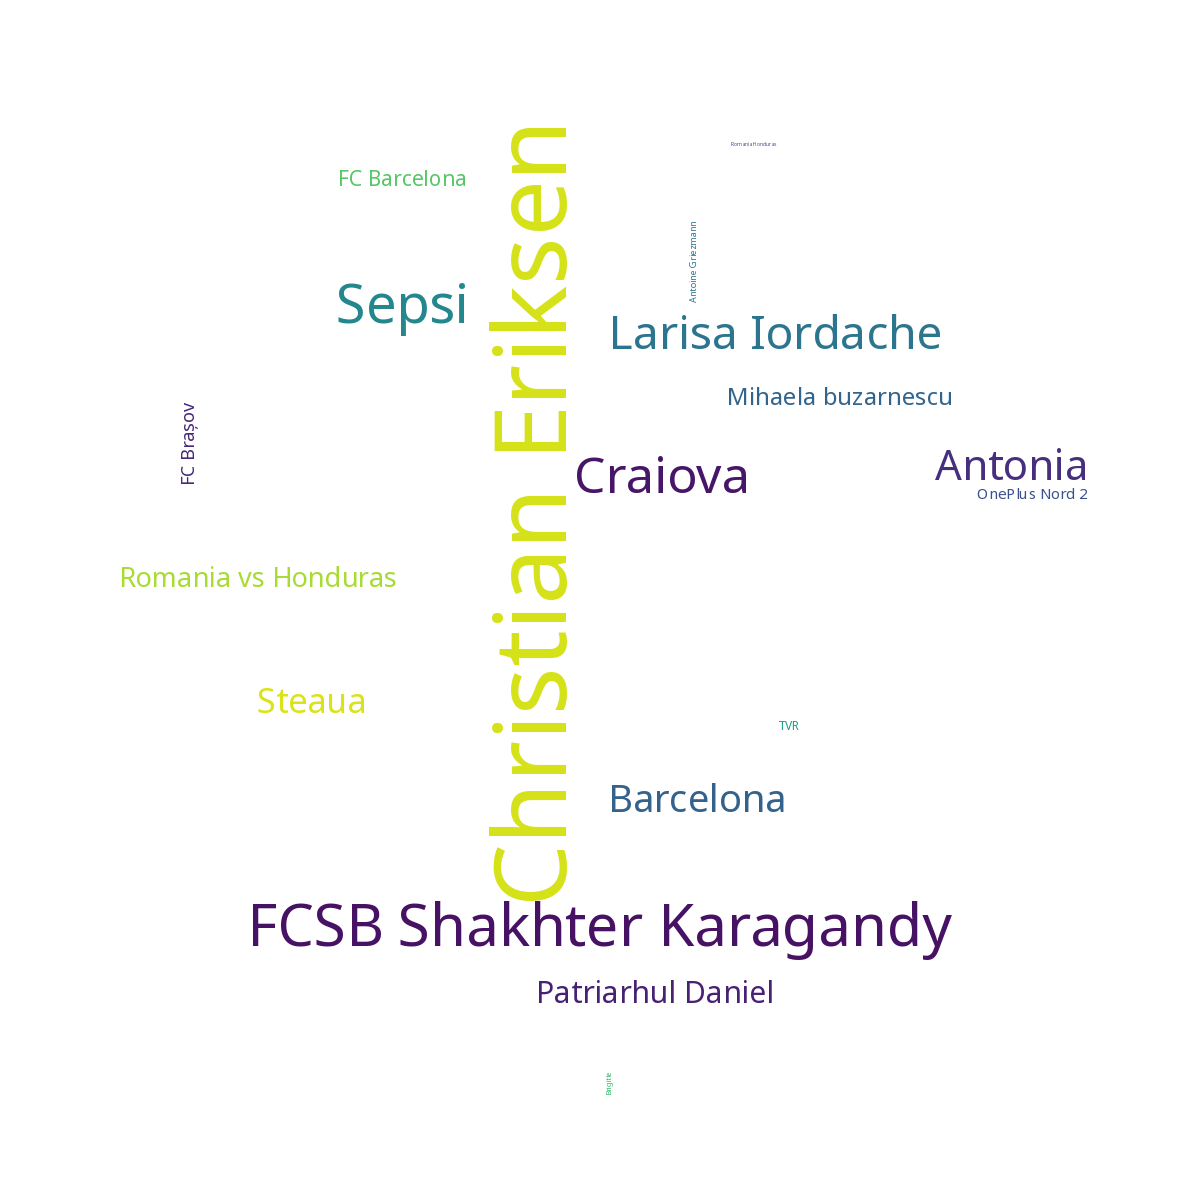 Romania Honduras
FC Barcelona
Christian Eriksen
Antoine Griezmann
Sepsi
Larisa Iordache
Mihaela buzarnescu
FC Brașov
Craiova
Antonia
OnePlus Nord 2
Romania vs Honduras
Steaua
TVR
Barcelona
FCSB Shakhter Karagandy
Patriarhul Daniel
Brigitte